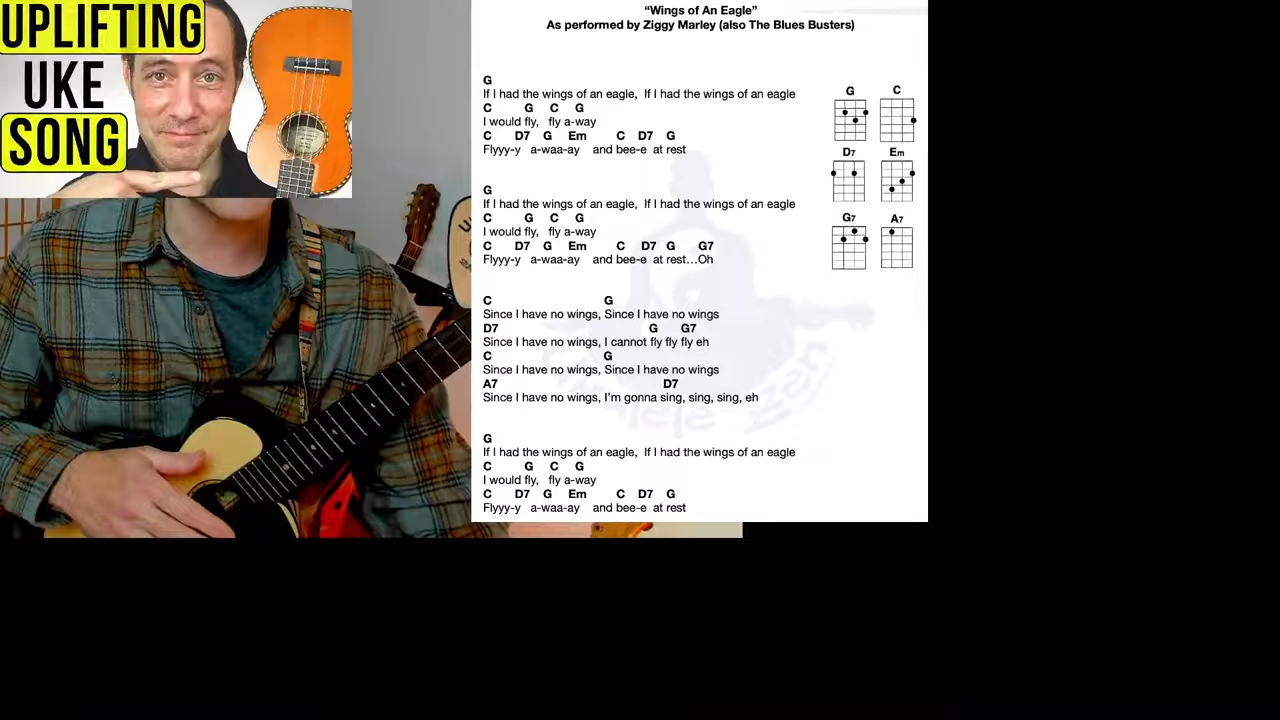 UPLIFTING
UKE
SONG
“Wings of An Eagle”
As performed by Ziggy Marley (also The Blues Busters)
G
If I had the wings of an eagle,  If I had the wings of an eagle
C G C G
I would fly,  fly a-way
C D7 G Em C D7 G
Flyyy-y  a-waa-ay  and bee-e  at rest
G
If I had the wings of an eagle,  If I had the wings of an eagle
C G C G
I would fly,  fly a-way
C D7 G Em C D7 G G7
Flyyy-y  a-waa-ay  and bee-e  at rest…Oh
C G
Since I have no wings, Since I have no wings
D7 G G7
Since I have no wings, I cannot fly fly fly eh
C G
Since I have no wings, Since I have no wings
A7 D7
Since I have no wings, I’m gonna sing, sing, sing, eh
G
If I had the wings of an eagle,  If I had the wings of an eagle
C G C G
I would fly,  fly a-way
C D7 G Em C D7 G
Flyyy-y  a-waa-ay  and bee-e  at rest
G C
D7 Em
G7 A7